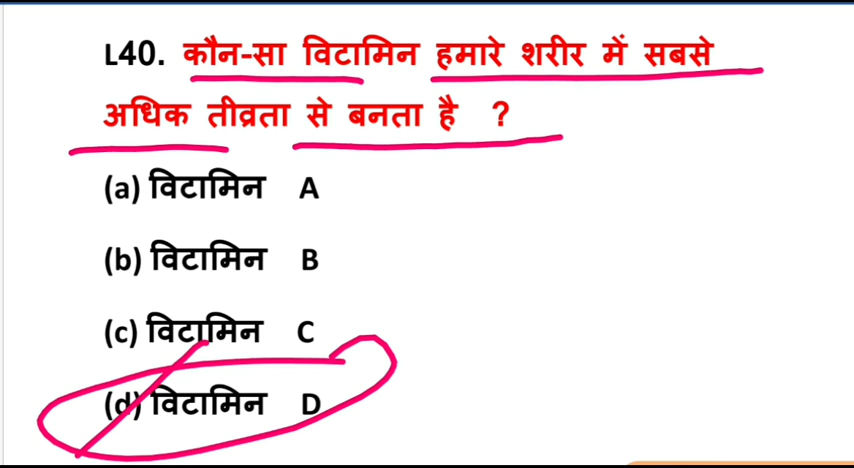 L40. कौन-सा विटामिन हमारे शरीर में सबसे
अधिक तीव्रता से बनता है ?
(a) विटामिन A
(b) विटामिन B
(c) विटामिन C
(d) विटामिन D